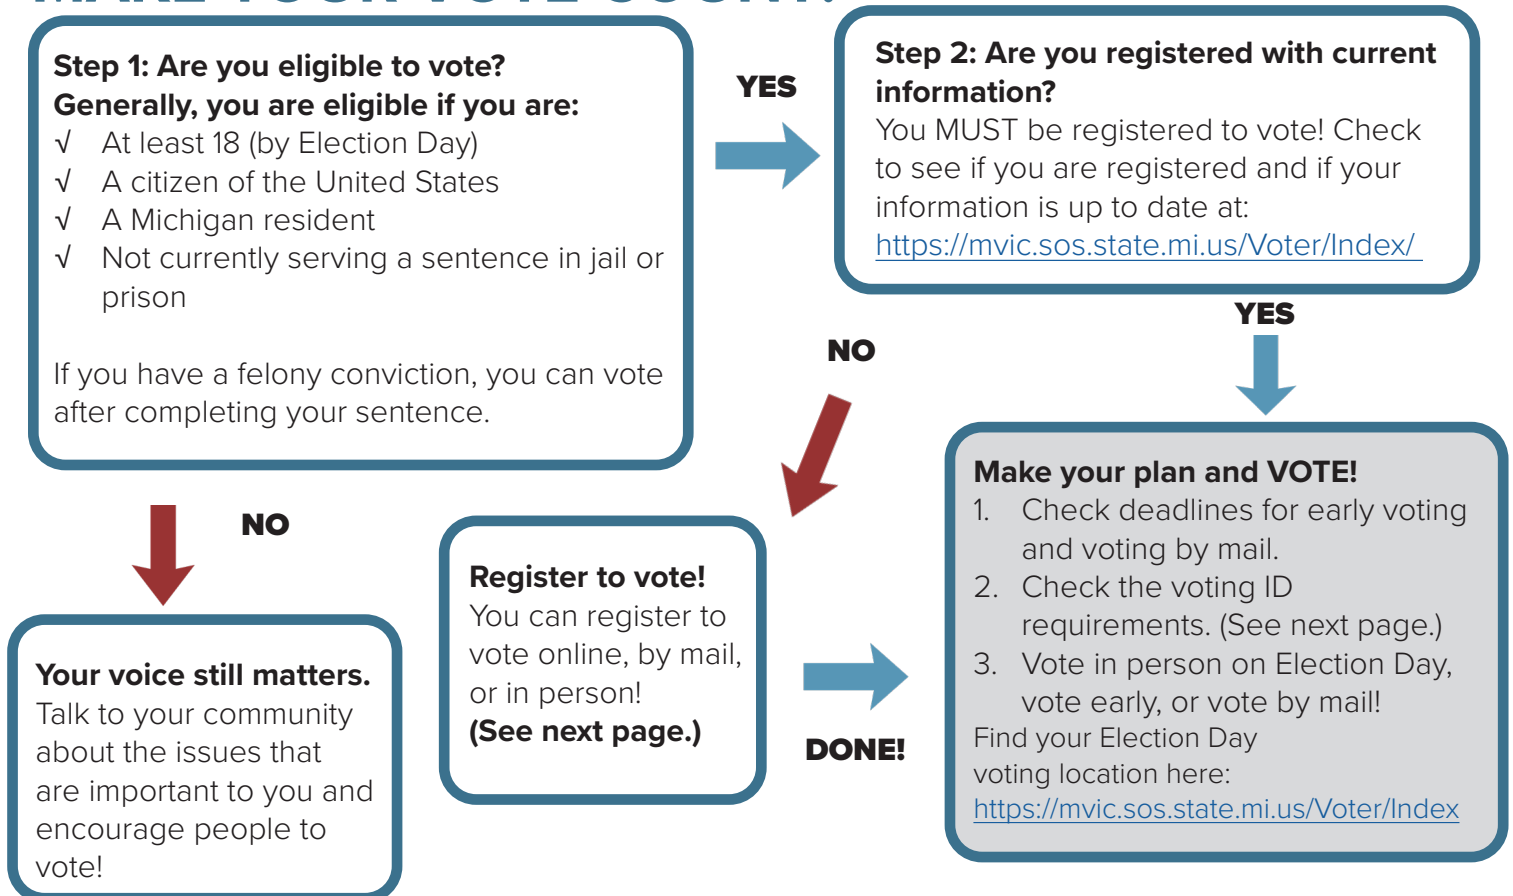 MAKE YOUR VOTE COUNT!
Step 1: Are you eligible to vote?
Generally, you are eligible if you are:
√ At least 18 (by Election Day)
√ A citizen of the United States
√ A Michigan resident
√ Not currently serving a sentence in jail or
prison
If you have a felony conviction, you can vote
after completing your sentence.
YES
Step 2: Are you registered with current
information?
You MUST be registered to vote! Check
to see if you are registered and if your
information is up to date at:
https://mvic.sos.state.mi.us/Voter/Index/
NO
YES
NO
Your voice still matters.
Talk to your community
about the issues that
are important to you and
encourage people to
vote!
Register to vote!
You can register to
vote online, by mail,
or in person!
(See next page.)
DONE!
Make your plan and VOTE!
1. Check deadlines for early voting
and voting by mail.
2. Check the voting ID
requirements. (See next page.)
3. Vote in person on Election Day,
vote early, or vote by mail!
Find your Election Day
voting location here:
https://mvic.sos.state.mi.us/Voter/Index